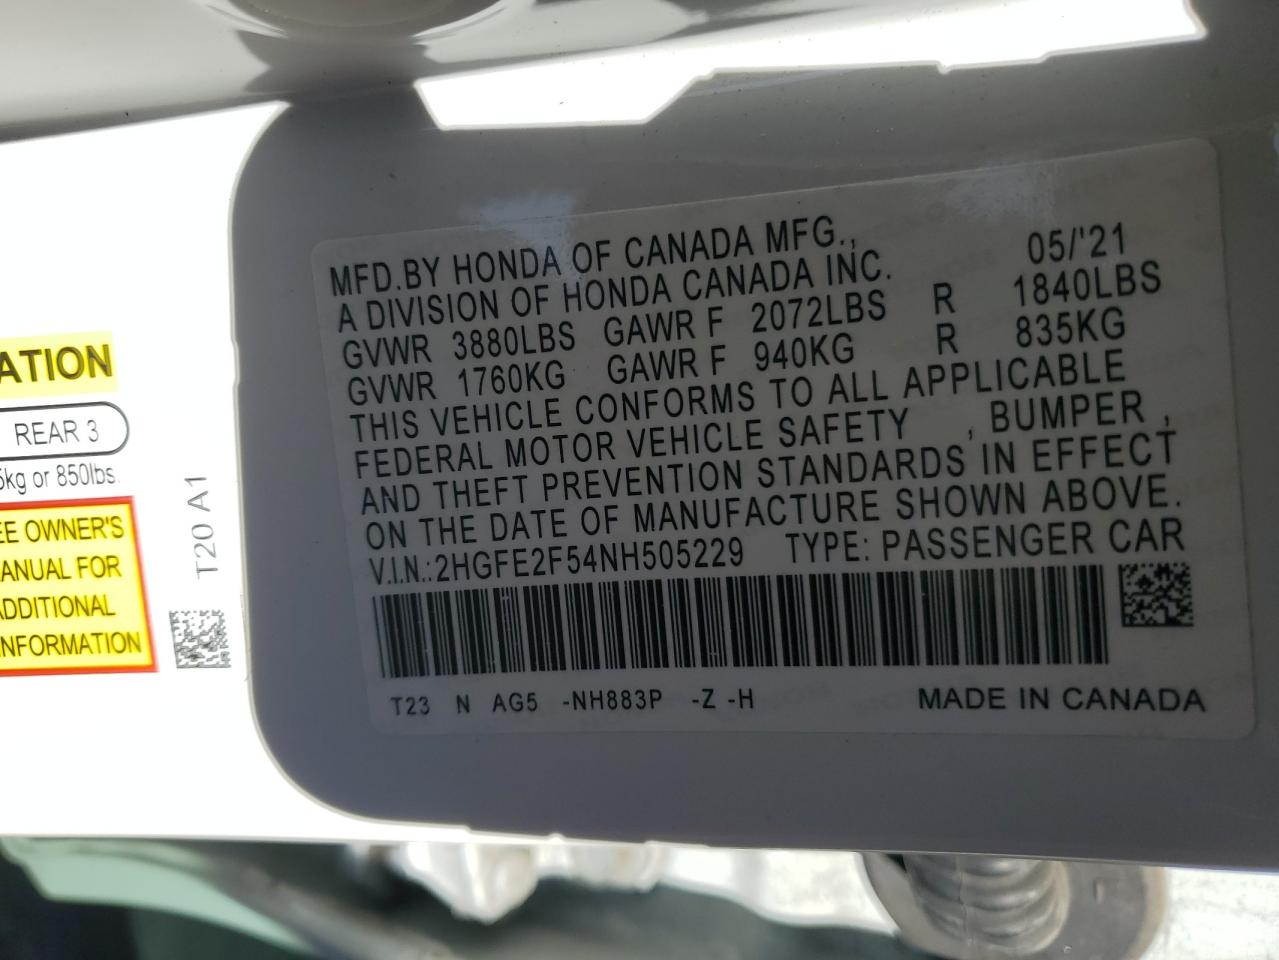 MFD.BY HONDA OF CANADA MFG., 05/'21
A DIVISION OF HONDA CANADA INC.
GVWR 3880LBS GAWR F 2072LBS R 1840LBS
GVWR 1760KG GAWR F 940KG R 835KG
THIS VEHICLE CONFORMS TO ALL APPLICABLE
FEDERAL MOTOR VEHICLE SAFETY , BUMPER ,
AND THEFT PREVENTION STANDARDS IN EFFECT
ON THE DATE OF MANUFACTURE SHOWN ABOVE.
V.I.N.:2HGFE2F54NH505229 TYPE: PASSENGER CAR
T23 N AG5 -NH883P -Z -H MADE IN CANADA
ATION
REAR 3
kg or 850lbs.
EE OWNER'S
ANUAL FOR
ADDITIONAL
INFORMATION
T20 A1